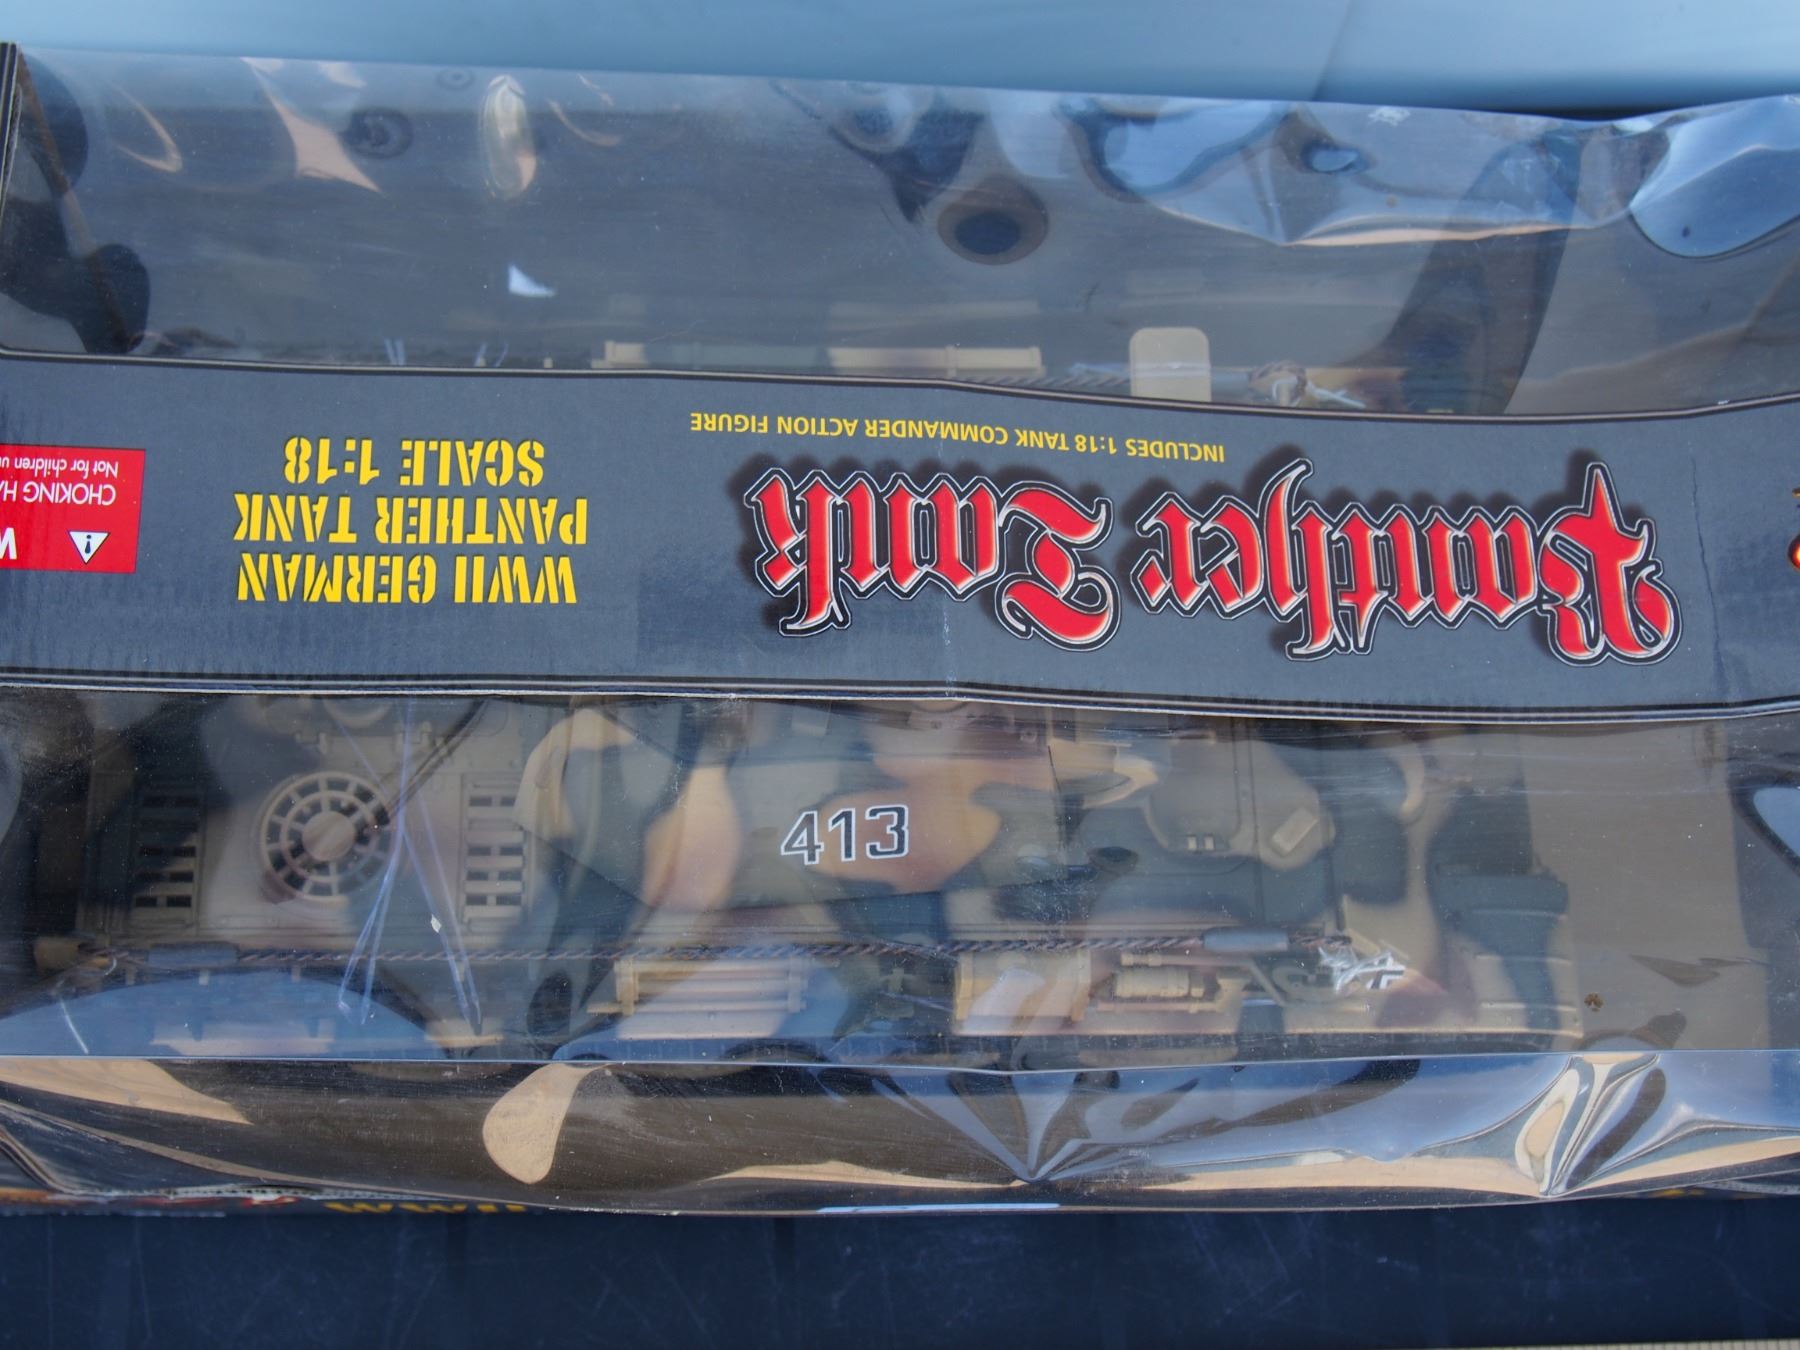 Panther Tank
INCLUDES 1:18 TANK COMMANDER ACTION FIGURE
WWII GERMAN
PANTHER TANK
SCALE 1:18
CHOKING
Not for children
413
WWII